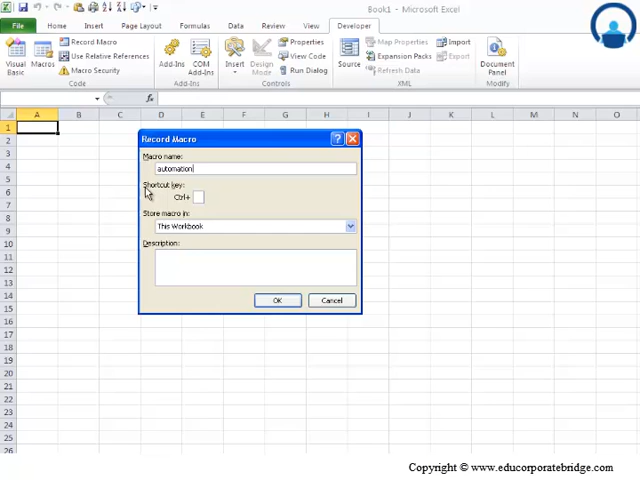 Book1 - Microsoft Excel
File Home Insert Page Layout Formulas Data Review View Developer
Visual Basic
Macros
Record Macro
Use Relative References
Macro Security
Code
Add-Ins
COM Add-Ins
Add-Ins
Insert
Design Mode
Properties
View Code
Run Dialog
Controls
Source
Map Properties
Expansion Packs
Refresh Data
Import
Export
XML
Document Panel
Modify
fx
A B C D E F G H I J K L M N O
1
2
3
4
5
6
7
8
9
10
11
12
13
14
15
16
17
18
19
20
21
22
23
24
25
26
Record Macro
Macro name:
automation
Shortcut key:
Ctrl+
Store macro in:
This Workbook
Description:
OK Cancel
Copyright © www.educorporatebridge.com